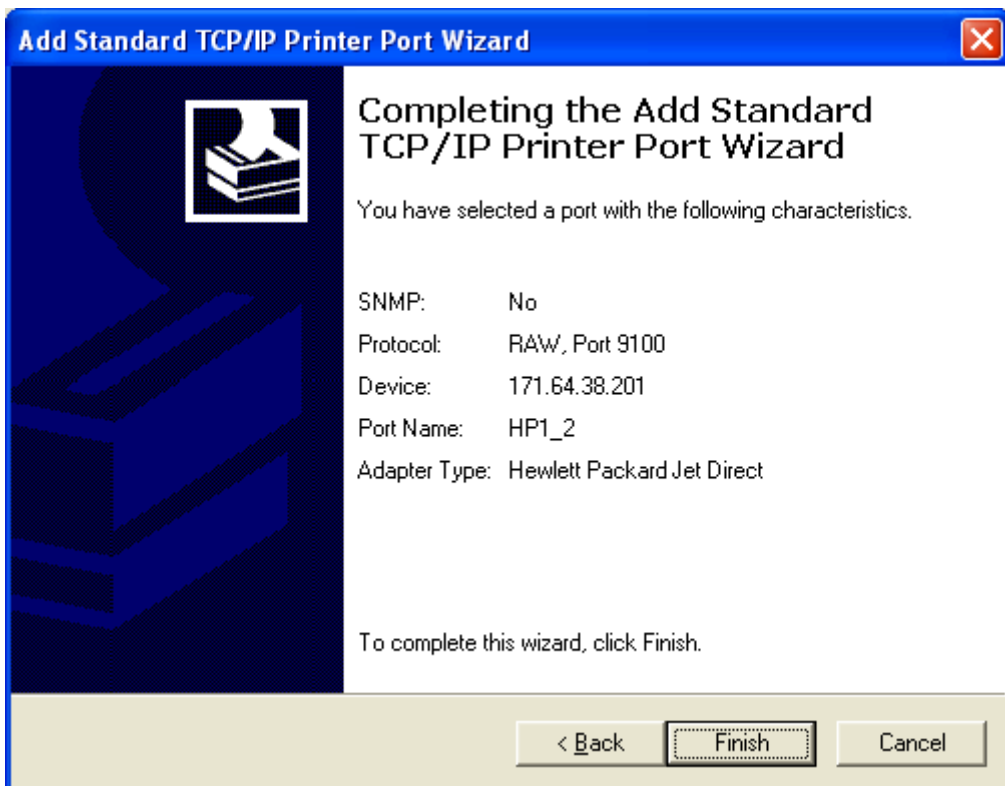 Add Standard TCP/IP Printer Port Wizard
Completing the Add Standard
TCP/IP Printer Port Wizard
You have selected a port with the following characteristics.
SNMP: No
Protocol: RAW, Port 9100
Device: 171.64.38.201
Port Name: HP1_2
Adapter Type: Hewlett Packard Jet Direct
To complete this wizard, click Finish.
< Back Finish Cancel